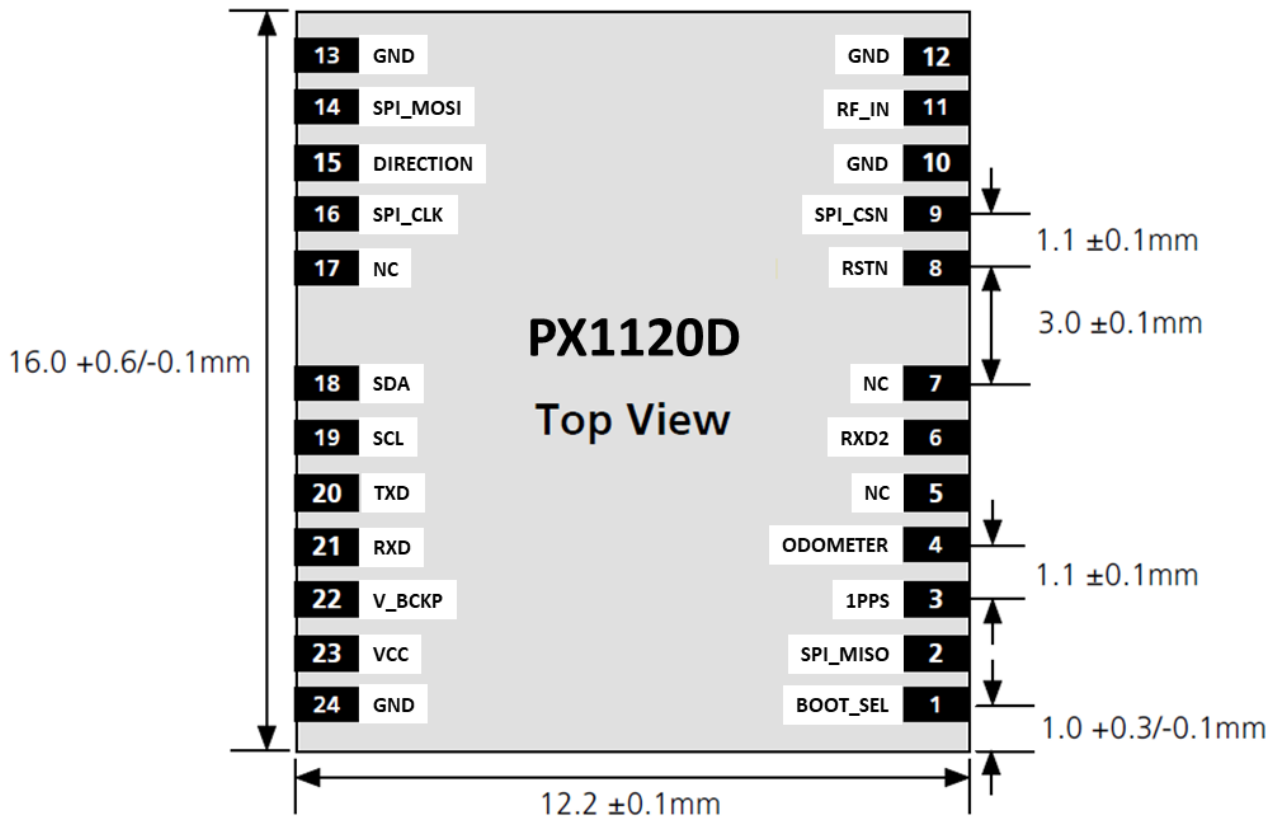 13 GND GND 12
14 SPI_MOSI RF_IN 11
15 DIRECTION GND 10
16 SPI_CLK SPI_CSN 9
1.1 ±0.1mm
17 NC RSTN 8
3.0 ±0.1mm
PX1120D
16.0 +0.6/-0.1mm
18 SDA NC 7
Top View
19 SCL RXD2 6
20 TXD NC 5
21 RXD ODOMETER 4
1.1 ±0.1mm
22 V_BCKP 1PPS 3
23 VCC SPI_MISO 2
24 GND BOOT_SEL 1
1.0 +0.3/-0.1mm
12.2 ±0.1mm